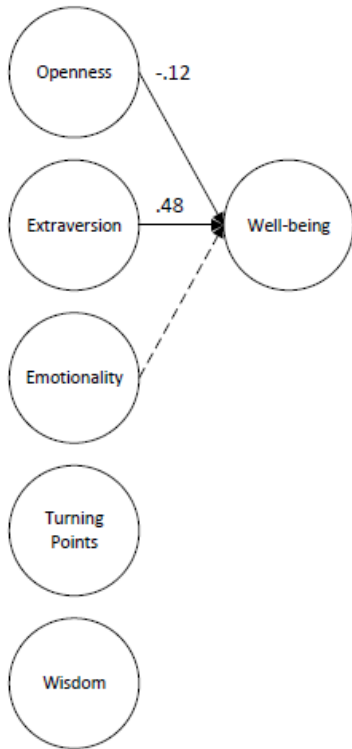 Openness
-.12
Extraversion
.48
Well-being
Emotionality
Turning
Points
Wisdom